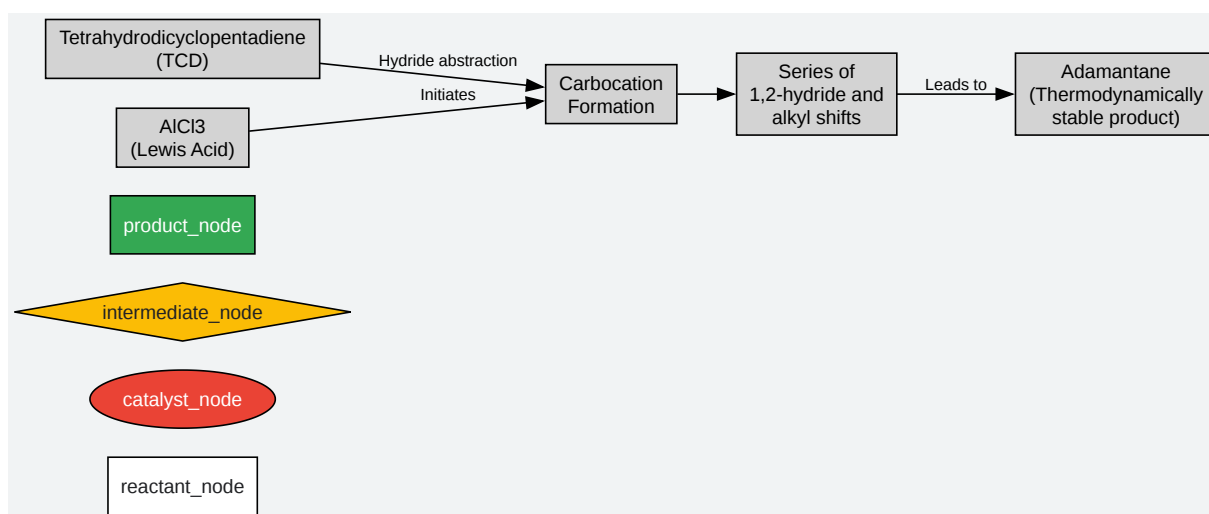 Tetrahydrodicyclopentadiene
(TCD)
Hydride abstraction
AlCl3
(Lewis Acid)
Initiates
Carbocation
Formation
Series of
1,2-hydride and
alkyl shifts
Leads to
Adamantane
(Thermodynamically
stable product)
product_node
intermediate_node
catalyst_node
reactant_node